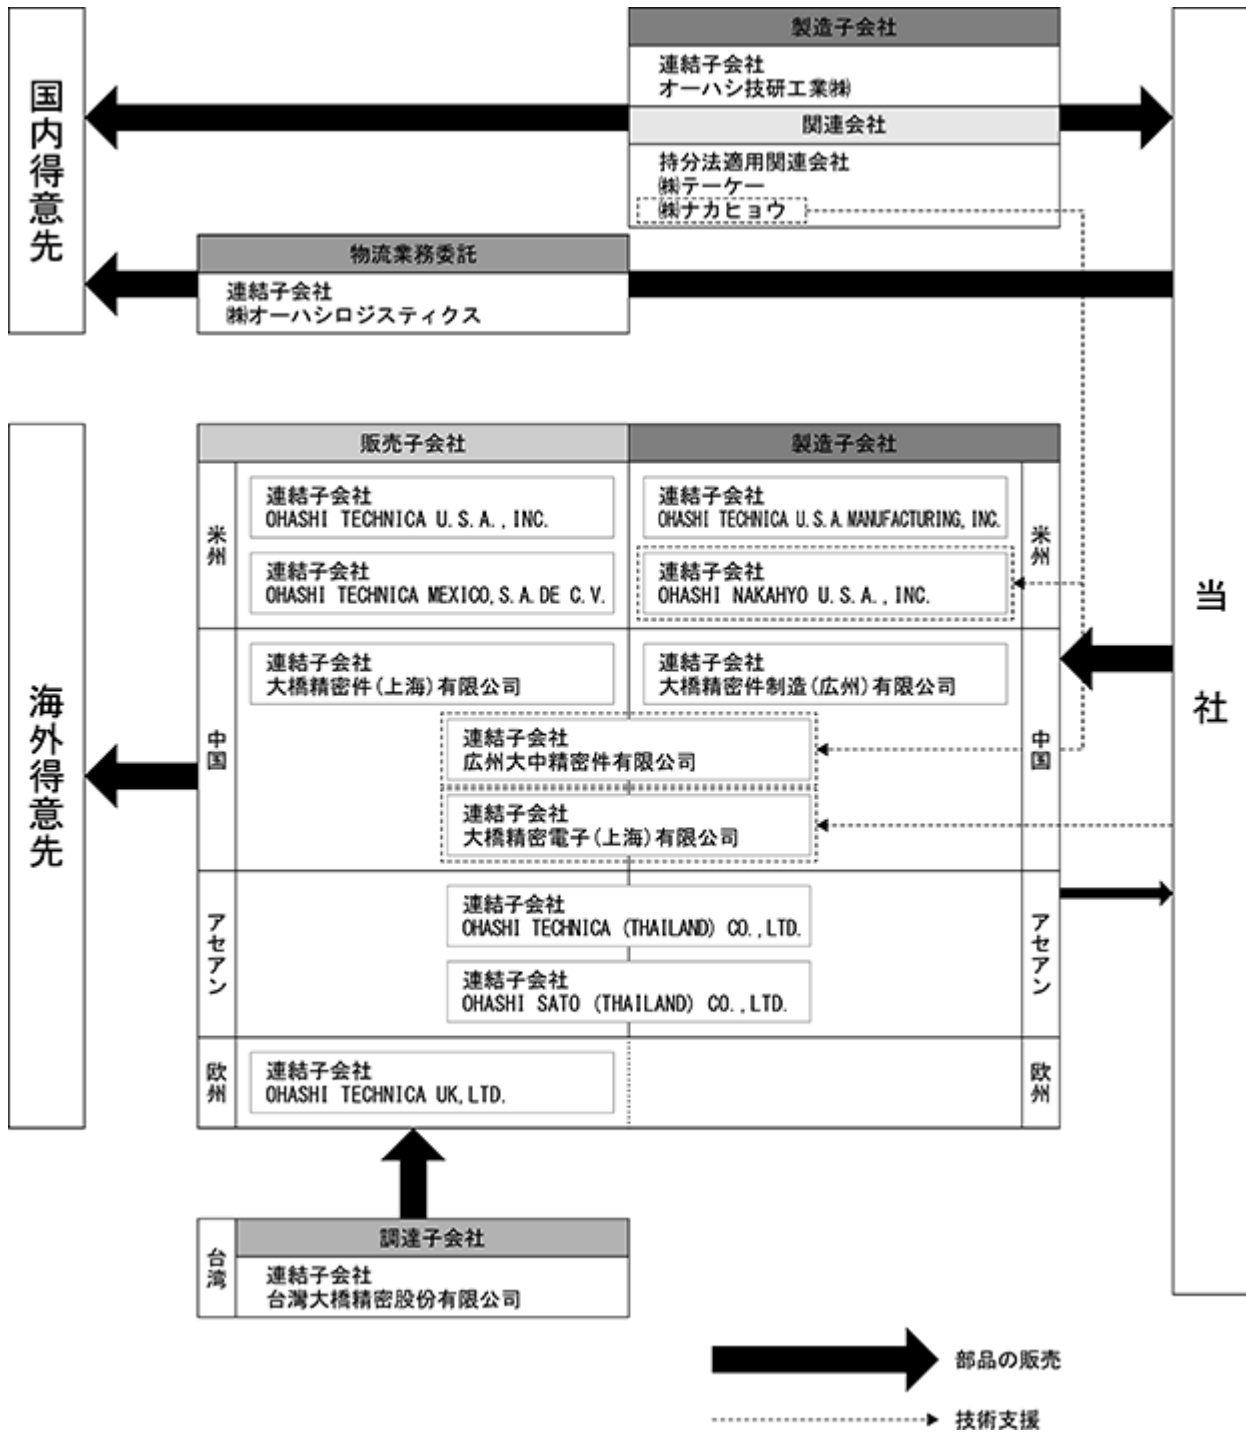 製造子会社
連結子会社
オーハシ技研工業㈱
関連会社
持分法適用関連会社
㈱テーケー
㈱ナカヒョウ
国内得意先
物流業務委託
連結子会社
㈱オーハシロジスティクス
当社
海外得意先
販売子会社
製造子会社
米州
連結子会社
OHASHI TECHNICA U.S.A., INC.
連結子会社
OHASHI TECHNICA U.S.A. MANUFACTURING, INC.
米州
連結子会社
OHASHI TECHNICA MEXICO, S.A. DE C.V.
連結子会社
OHASHI NAKAHYO U.S.A., INC.
中国
連結子会社
大橋精密件(上海)有限公司
連結子会社
大橋精密件制造(広州)有限公司
中国
連結子会社
広州大中精密件有限公司
連結子会社
大橋精密電子(上海)有限公司
アセアン
連結子会社
OHASHI TECHNICA (THAILAND) CO.,LTD.
アセアン
連結子会社
OHASHI SATO (THAILAND) CO.,LTD.
欧州
連結子会社
OHASHI TECHNICA UK, LTD.
欧州
台湾
調達子会社
連結子会社
台灣大橋精密股份有限公司
部品の販売
技術支援